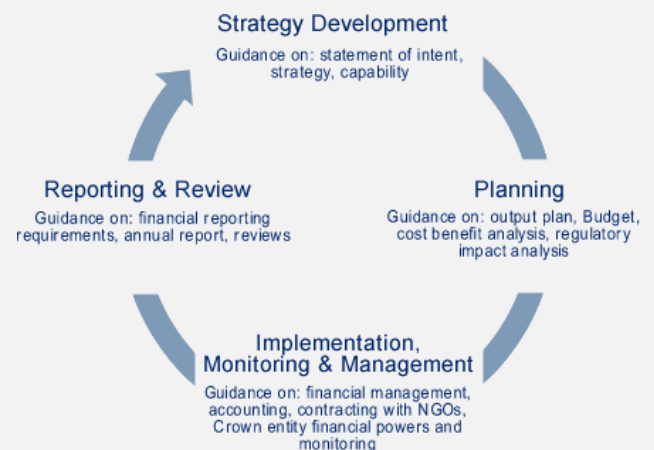 Strategy Development
Guidance on: statement of intent,
strategy, capability
Reporting & Review
Guidance on: financial reporting
requirements, annual report, reviews
Planning
Guidance on: output plan, Budget,
cost benefit analysis, regulatory
impact analysis
Implementation,
Monitoring & Management
Guidance on: financial management,
accounting, contracting with NGOs,
Crown entity financial powers and
monitoring